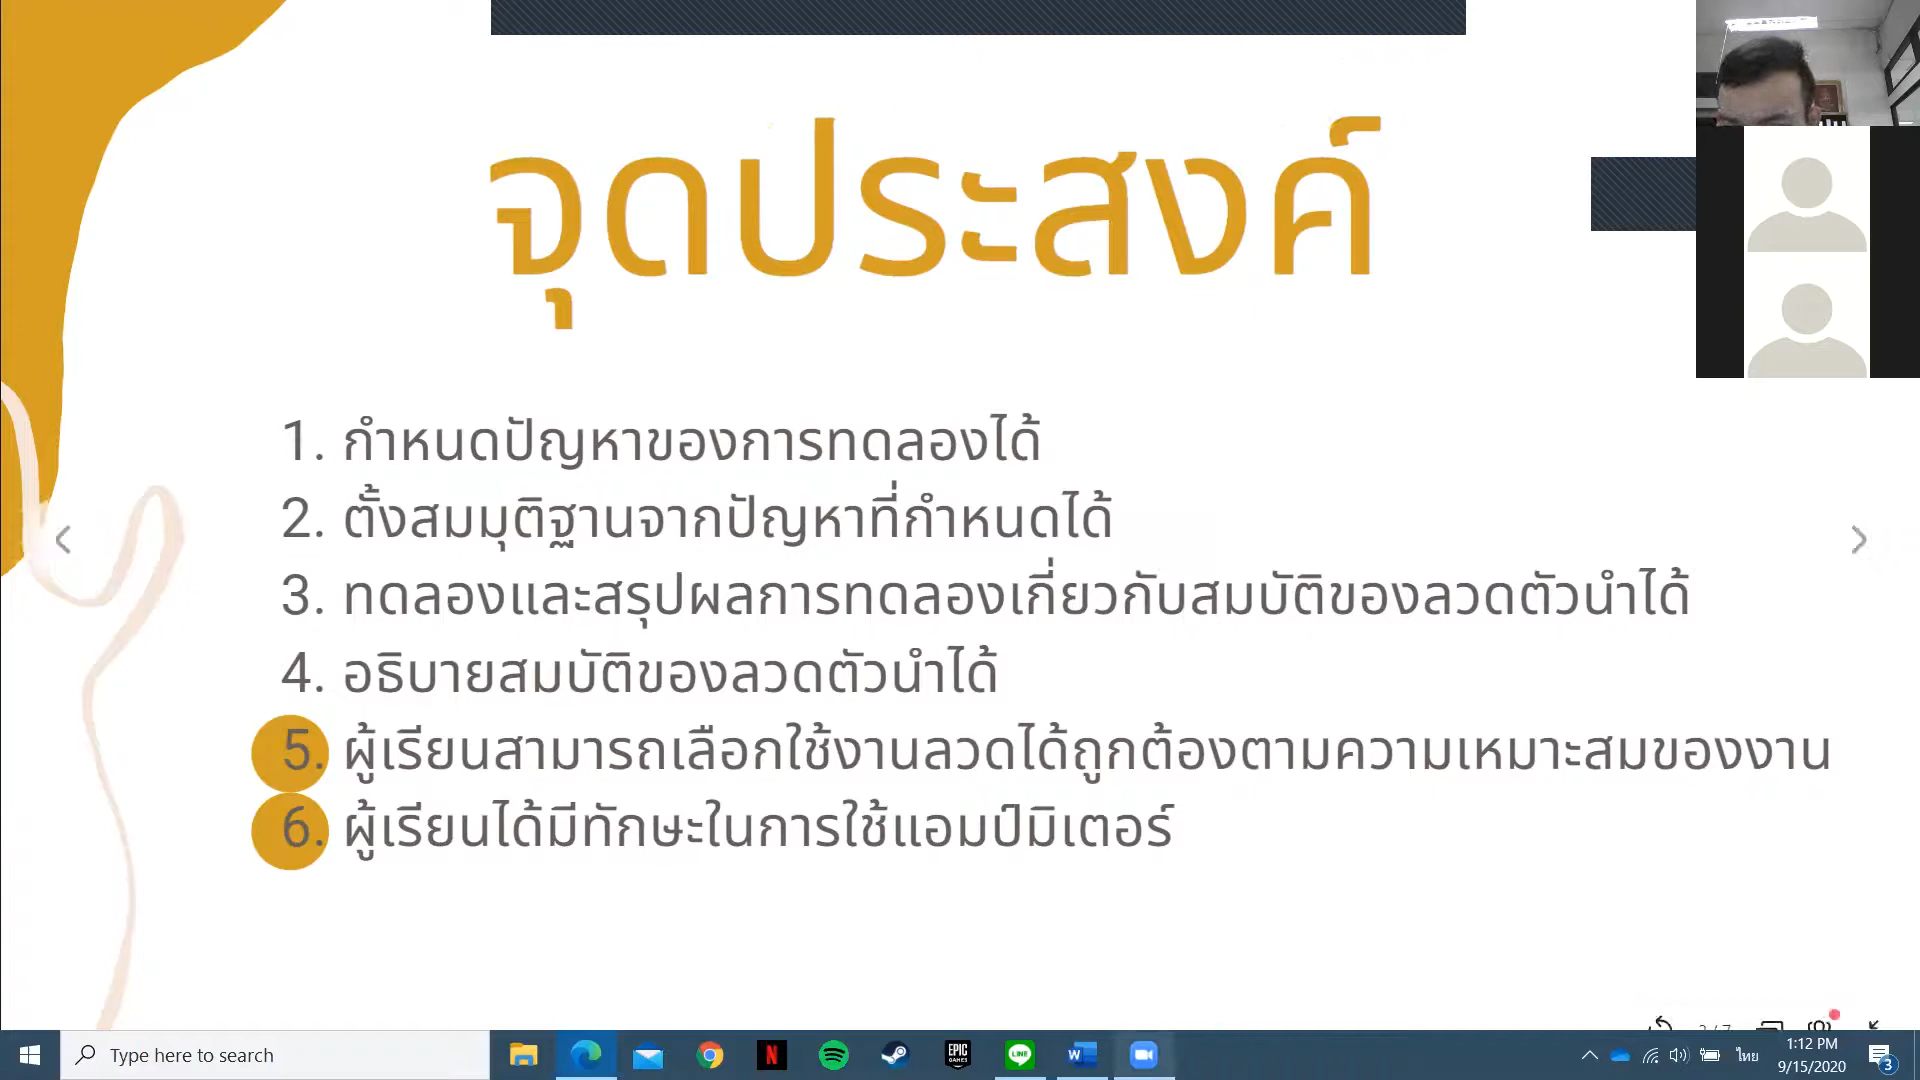 จุดประสงค์
1. กำหนดปัญหาของการทดลองได้
2. ตั้งสมมุติฐานจากปัญหาที่กำหนดได้
3. ทดลองและสรุปผลการทดลองเกี่ยวกับสมบัติของลวดตัวนำได้
4. อธิบายสมบัติของลวดตัวนำได้
5. ผู้เรียนสามารถเลือกใช้งานลวดได้ถูกต้องตามความเหมาะสมของงาน
6. ผู้เรียนได้มีทักษะในการใช้แอมป์มิเตอร์
Type here to search
N
EPIC GAMES
LINE
W
ไทย
1:12 PM
9/15/2020
3